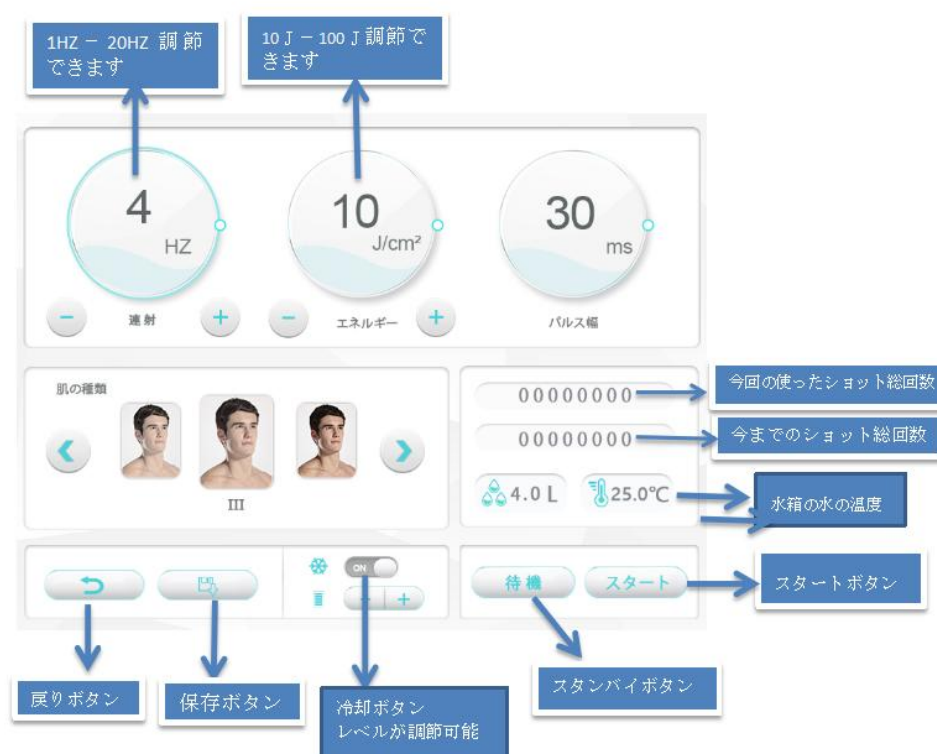 1HZ － 20HZ 調節
できます
10 J－100 J 調節で
きます
4
HZ
10
J/cm²
30
ms
連射
エネルギー
パルス幅
肌の種類
III
00000000
今回の使ったショット総回数
00000000
今までのショット総回数
4.0 L
25.0℃
水箱の水の温度
ON
待機
スタート
スタートボタン
戻りボタン
保存ボタン
冷却ボタン
レベルが調節可能
スタンバイボタン